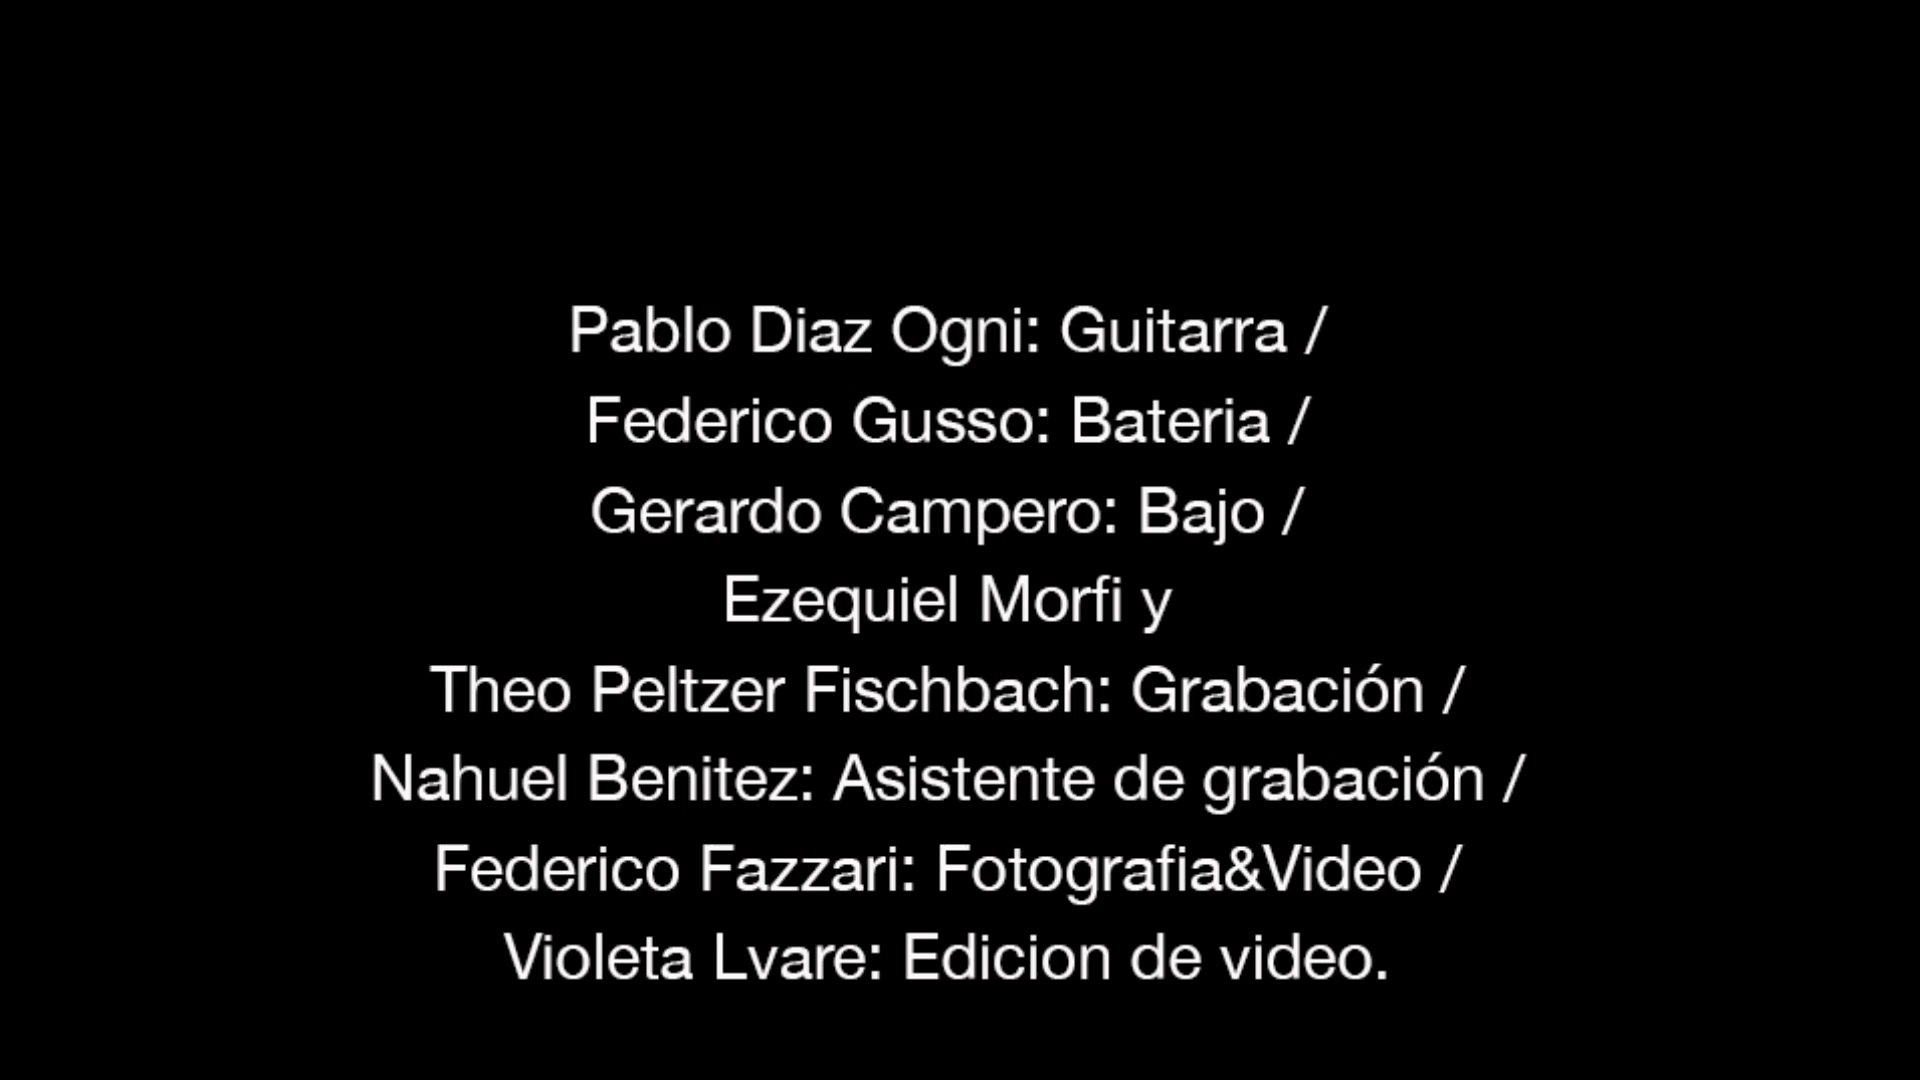 Pablo Diaz Ogni: Guitarra /
Federico Gusso: Bateria /
Gerardo Campero: Bajo /
Ezequiel Morfi y
Theo Peltzer Fischbach: Grabación /
Nahuel Benitez: Asistente de grabación /
Federico Fazzari: Fotografia&Video /
Violeta Lvare: Edicion de video.